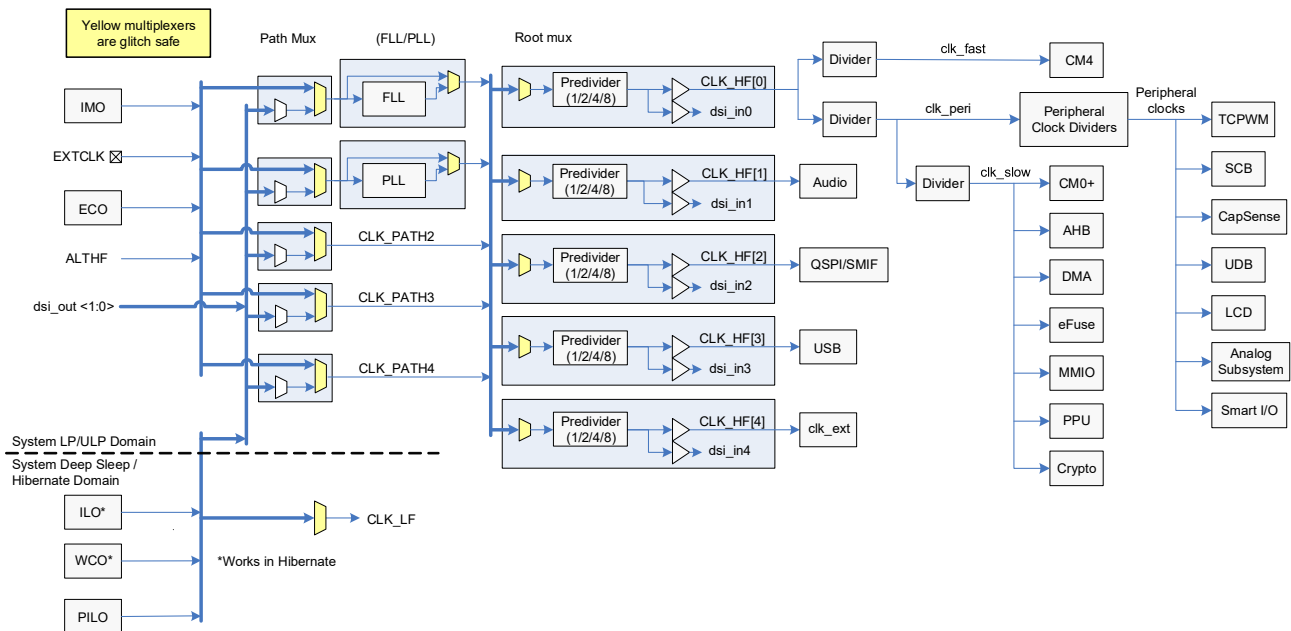 Yellow multiplexers
are glitch safe
Path Mux
(FLL/PLL)
Root mux
IMO
EXTCLK
ECO
ALTHF
dsi_out <1:0>
FLL
PLL
CLK_PATH2
CLK_PATH3
CLK_PATH4
Predivider
(1/2/4/8)
CLK_HF[0]
dsi_in0
Predivider
(1/2/4/8)
CLK_HF[1]
dsi_in1
Audio
Predivider
(1/2/4/8)
CLK_HF[2]
dsi_in2
QSPI/SMIF
Predivider
(1/2/4/8)
CLK_HF[3]
dsi_in3
USB
Predivider
(1/2/4/8)
CLK_HF[4]
dsi_in4
clk_ext
Divider
clk_fast
CM4
Divider
clk_peri
Peripheral
Clock Dividers
Peripheral
clocks
Divider
clk_slow
CM0+
AHB
DMA
eFuse
MMIO
PPU
Crypto
TCPWM
SCB
CapSense
UDB
LCD
Analog
Subsystem
Smart I/O
System LP/ULP Domain
System Deep Sleep /
Hibernate Domain
ILO*
WCO*
PILO
CLK_LF
*Works in Hibernate